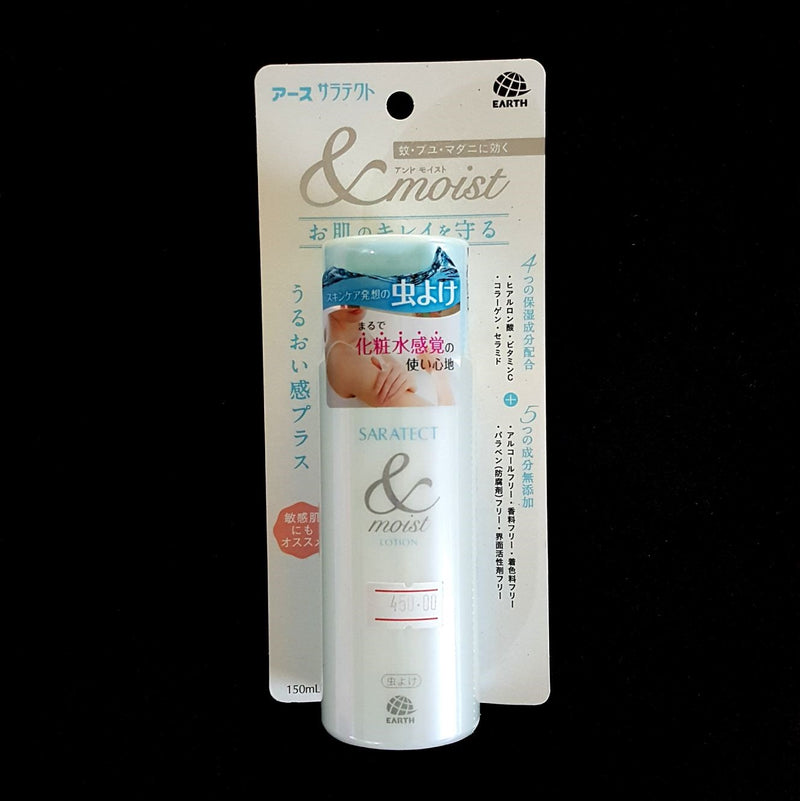 アース サラテクト
EARTH
蚊・ブユ・マダニに効く
アンド モイスト
&moist
お肌のキレイを守る
うるおい感プラス
4つの保湿成分配合
・ヒアルロン酸・ビタミンC
・コラーゲン・セラミド
+
5つの成分無添加
・アルコールフリー・香料フリー・着色料フリー
・パラベン(防腐剤)フリー・界面活性剤フリー
敏感肌
にも
オススメ
150mL
スキンケア発想の虫よけ
まるで
化粧水感覚の
使い心地
SARATECT
&
moist
LOTION
450.00
虫よけ
EARTH